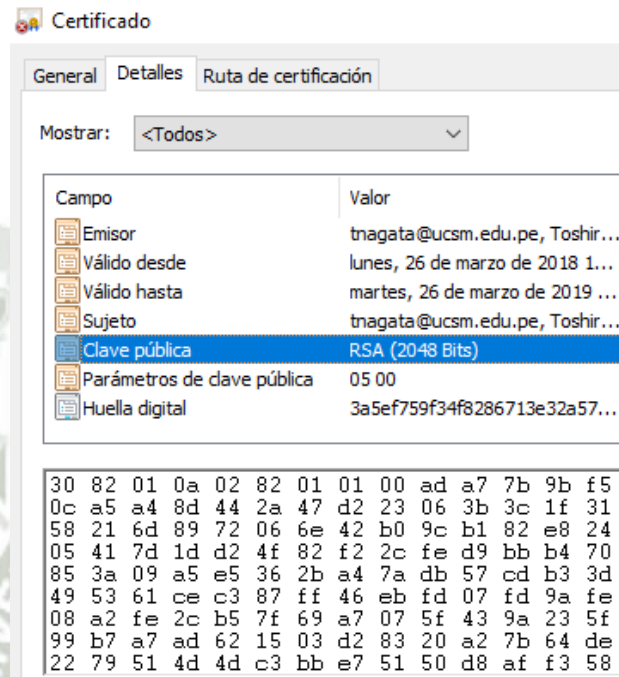 Certificado
General Detalles Ruta de certificación
Mostrar: <Todos>
Campo Valor
Emisor tnagata@ucsm.edu.pe, Toshir...
Válido desde lunes, 26 de marzo de 2018 1...
Válido hasta martes, 26 de marzo de 2019 ...
Sujeto tnagata@ucsm.edu.pe, Toshir...
Clave pública RSA (2048 Bits)
Parámetros de clave pública 05 00
Huella digital 3a5ef759f34f8286713e32a57...
30 82 01 0a 02 82 01 01 00 ad a7 7b 9b f5
0c a5 a4 8d 44 2a 47 d2 23 06 3b 3c 1f 31
58 21 6d 89 72 06 6e 42 b0 9c b1 82 e8 24
05 41 7d 1d d2 4f 82 f2 2c fe d9 bb b4 70
85 3a 09 a5 e5 36 2b a4 7a db 57 cd b3 3d
49 53 61 ce c3 87 ff 46 eb fd 07 fd 9a fe
08 a2 fe 2c b5 7f 69 a7 07 5f 43 9a 23 5f
99 b7 a7 ad 62 15 03 d2 83 20 a2 7b 64 de
22 79 51 4d 4d c3 bb e7 51 50 d8 af f3 58